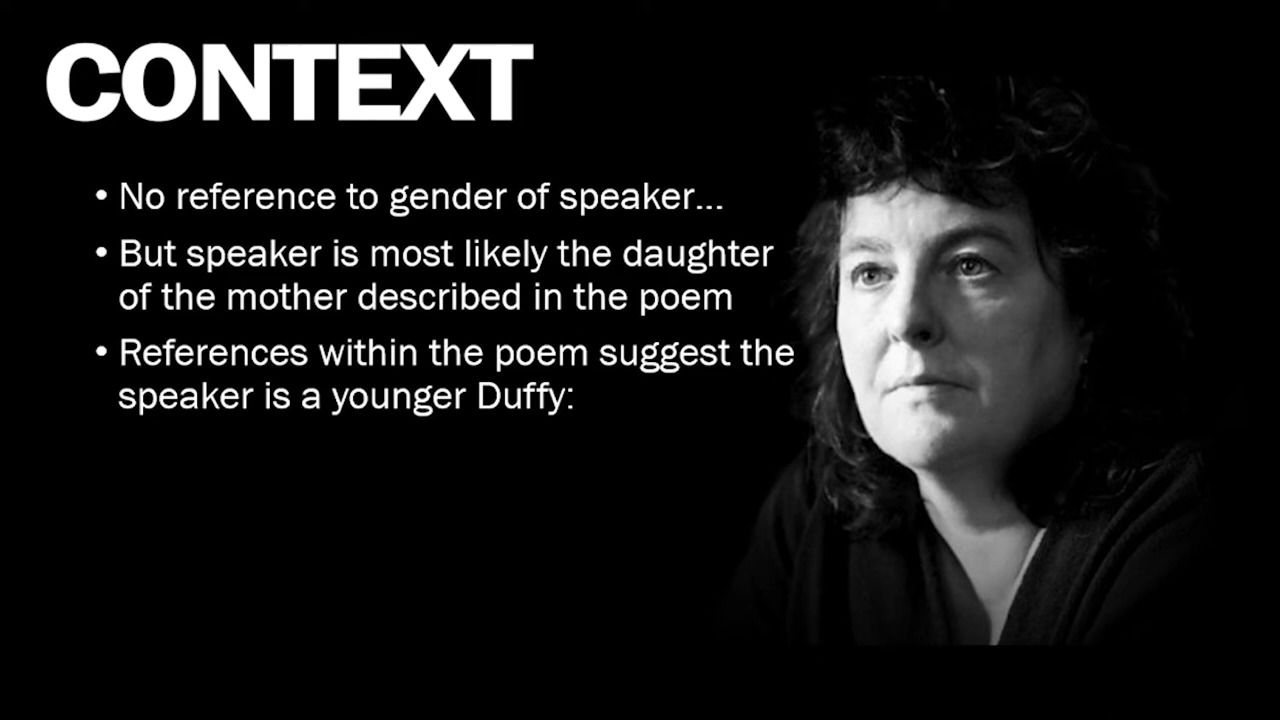 CONTEXT
• No reference to gender of speaker...
• But speaker is most likely the daughter
of the mother described in the poem
• References within the poem suggest the
speaker is a younger Duffy: